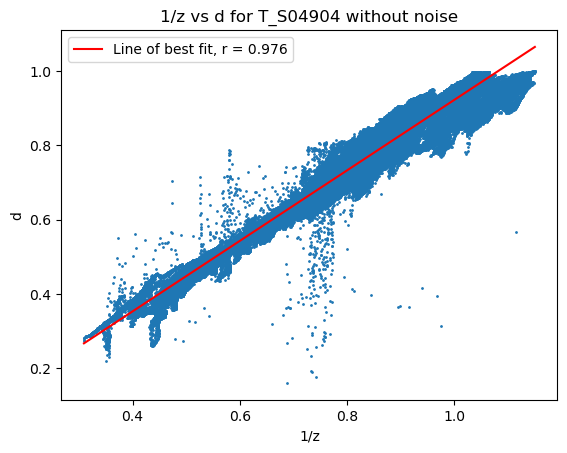 1/z vs d for T_S04904 without noise
Line of best fit, r = 0.976
1.0
0.8
0.6
0.4
0.2
d
0.4 0.6 0.8 1.0
1/z